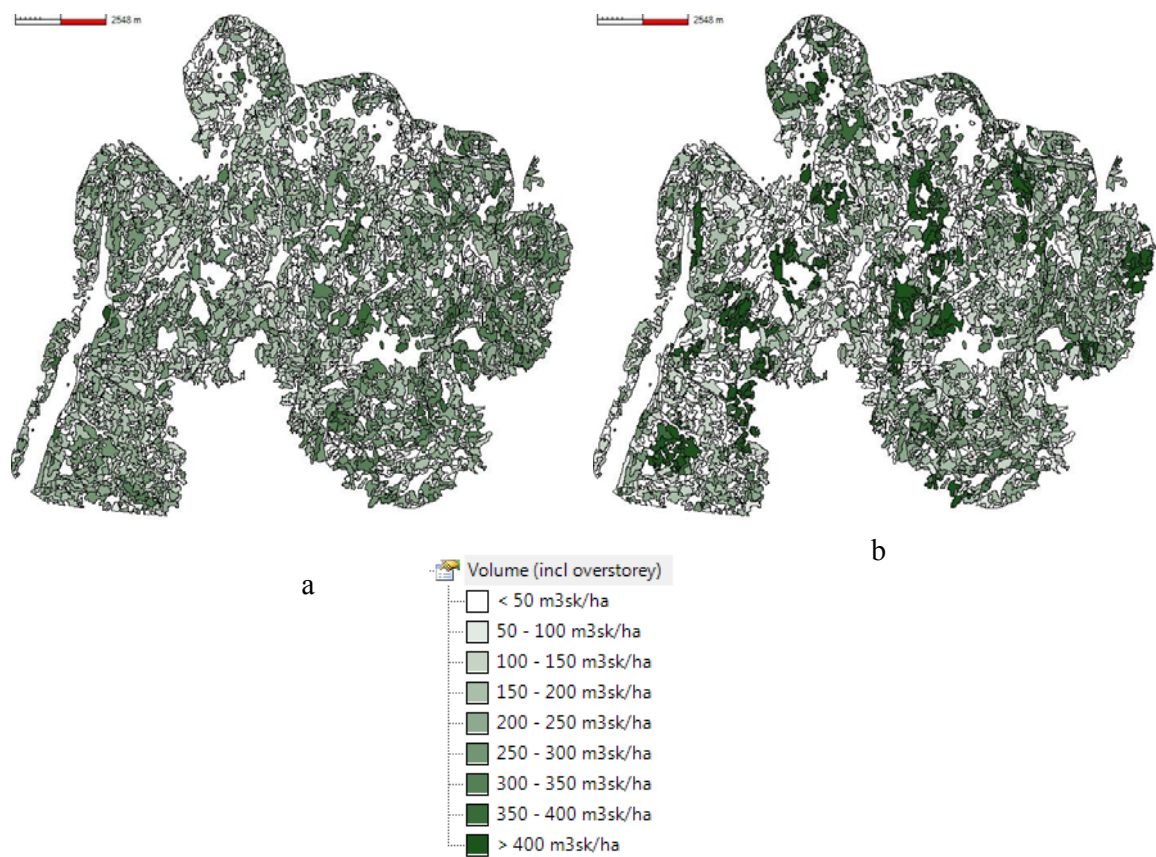 2548 m
2548 m
a
b
Volume (incl overstorey)
< 50 m3sk/ha
50 - 100 m3sk/ha
100 - 150 m3sk/ha
150 - 200 m3sk/ha
200 - 250 m3sk/ha
250 - 300 m3sk/ha
300 - 350 m3sk/ha
350 - 400 m3sk/ha
> 400 m3sk/ha